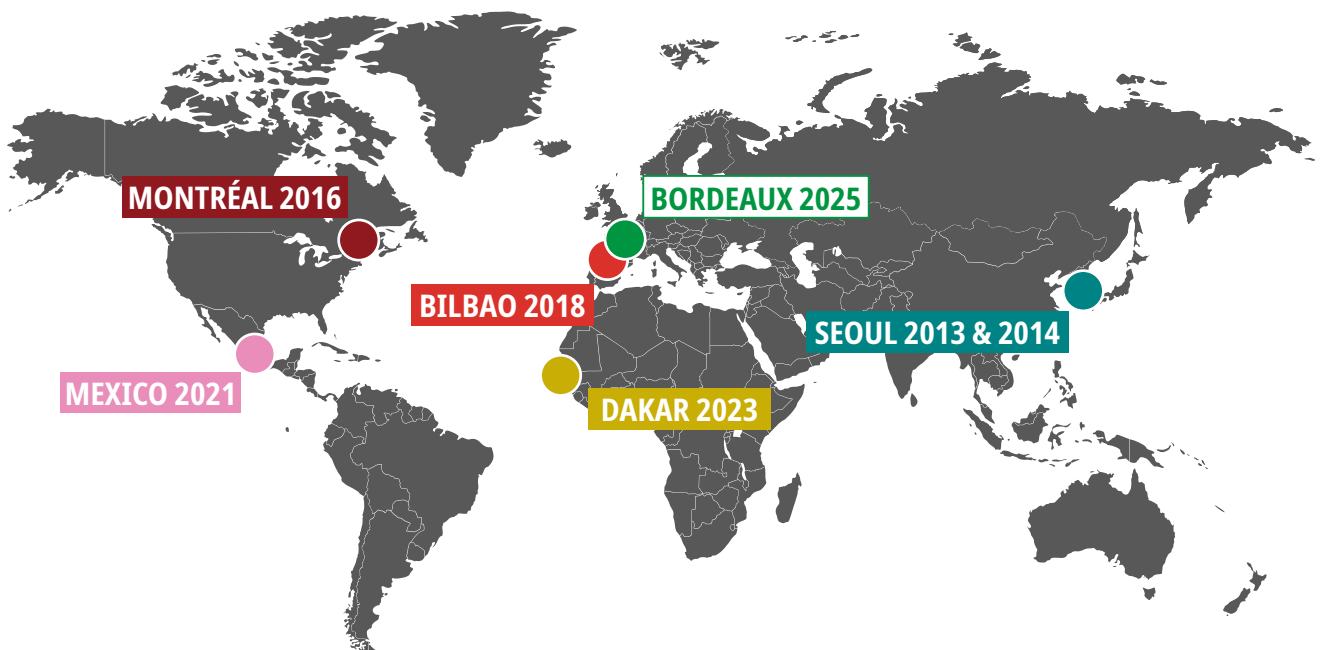 MONTRÉAL 2016
BORDEAUX 2025
BILBAO 2018
SEOUL 2013 & 2014
MEXICO 2021
DAKAR 2023